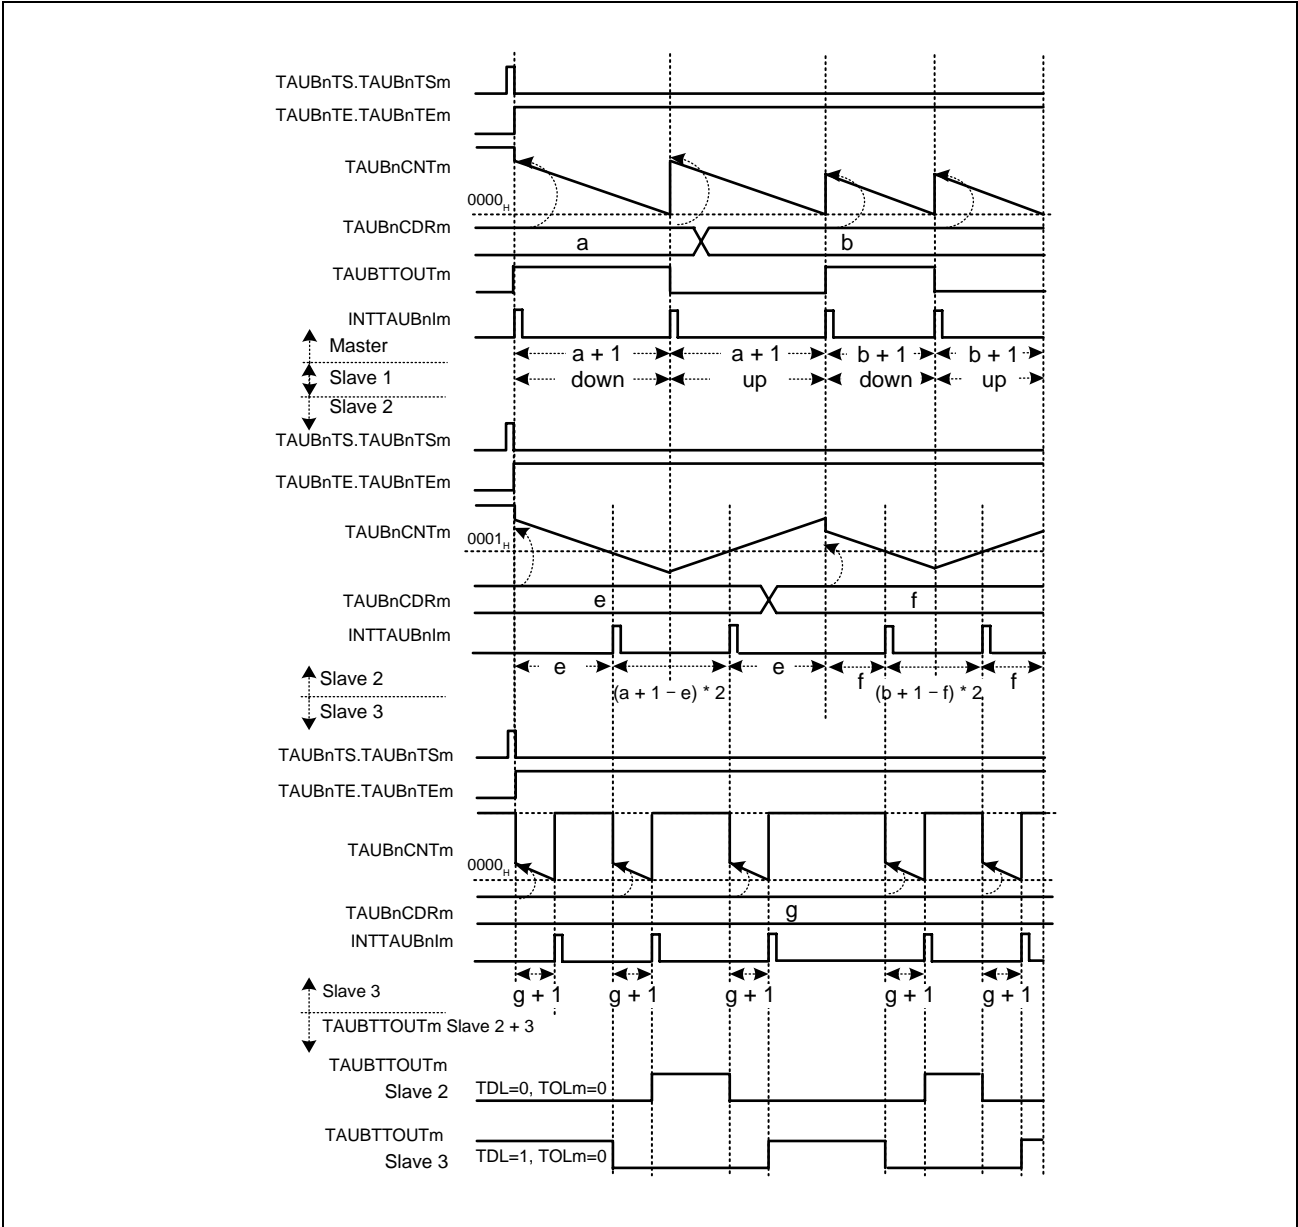 TAUBnTS.TAUBnTSm
TAUBnTE.TAUBnTEm
TAUBnCNTm
0000H
TAUBnCDRm
a b
TAUBTTOUTm
INTTAUBnIm
Master
a + 1 a + 1 b + 1 b + 1
Slave 1
down up down up
Slave 2
TAUBnTS.TAUBnTSm
TAUBnTE.TAUBnTEm
TAUBnCNTm
0001H
TAUBnCDRm
e f
INTTAUBnIm
e e f f
Slave 2
(a + 1 − e) * 2 (b + 1 − f) * 2
Slave 3
TAUBnTS.TAUBnTSm
TAUBnTE.TAUBnTEm
TAUBnCNTm
0000H
TAUBnCDRm
g
INTTAUBnIm
Slave 3
g + 1 g + 1 g + 1 g + 1 g + 1
TAUBTTOUTm Slave 2 + 3
TAUBTTOUTm
Slave 2 TDL=0, TOLm=0
TAUBTTOUTm
Slave 3 TDL=1, TOLm=0